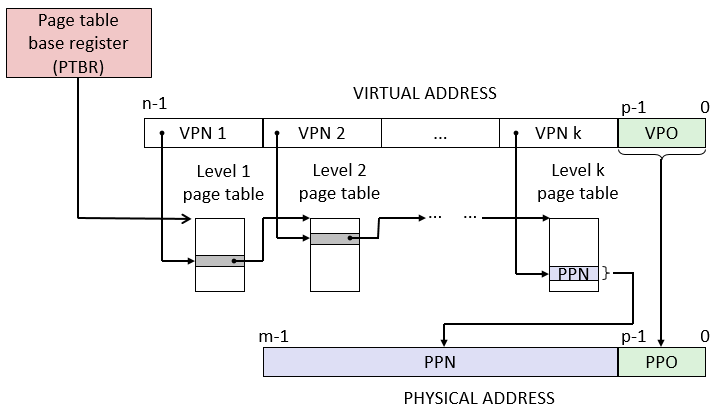 Page table
base register
(PTBR)
VIRTUAL ADDRESS
n-1
p-1
0
VPN 1
VPN 2
...
VPN k
VPO
Level 1
page table
Level 2
page table
Level k
page table
...
...
PPN
m-1
p-1
0
PPN
PPO
PHYSICAL ADDRESS